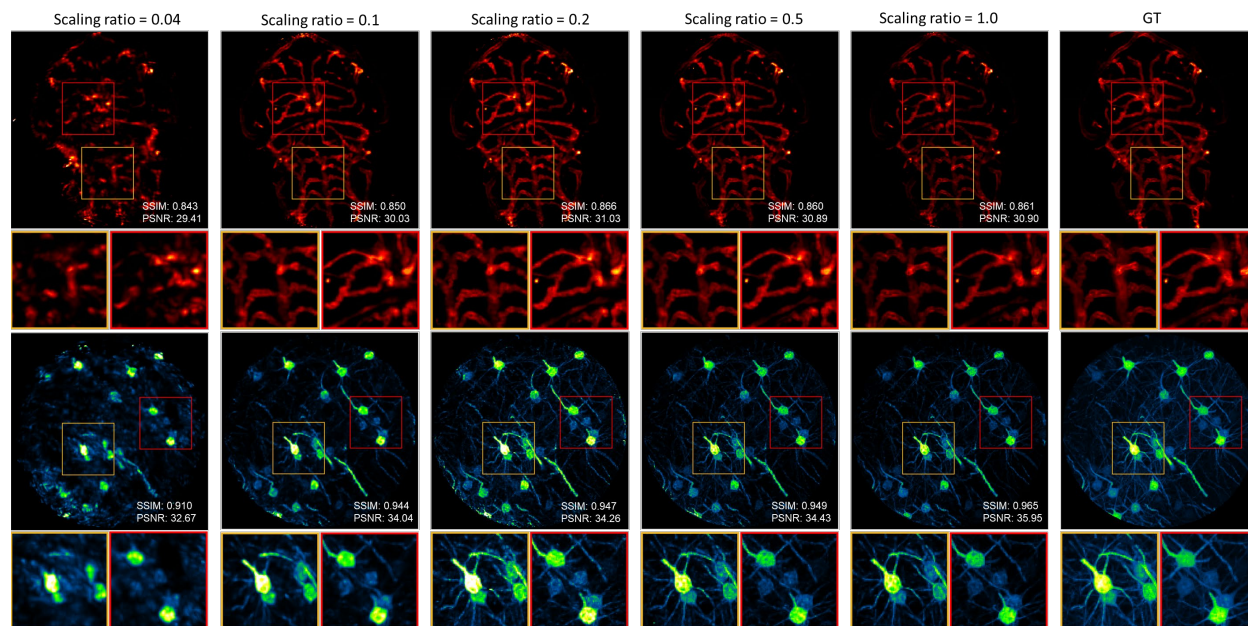 Scaling ratio = 0.04
Scaling ratio = 0.1
Scaling ratio = 0.2
Scaling ratio = 0.5
Scaling ratio = 1.0
GT
SSIM: 0.843
PSNR: 29.41
SSIM: 0.850
PSNR: 30.03
SSIM: 0.866
PSNR: 31.03
SSIM: 0.860
PSNR: 30.89
SSIM: 0.861
PSNR: 30.90
SSIM: 0.910
PSNR: 32.67
SSIM: 0.944
PSNR: 34.04
SSIM: 0.947
PSNR: 34.26
SSIM: 0.949
PSNR: 34.43
SSIM: 0.965
PSNR: 35.95